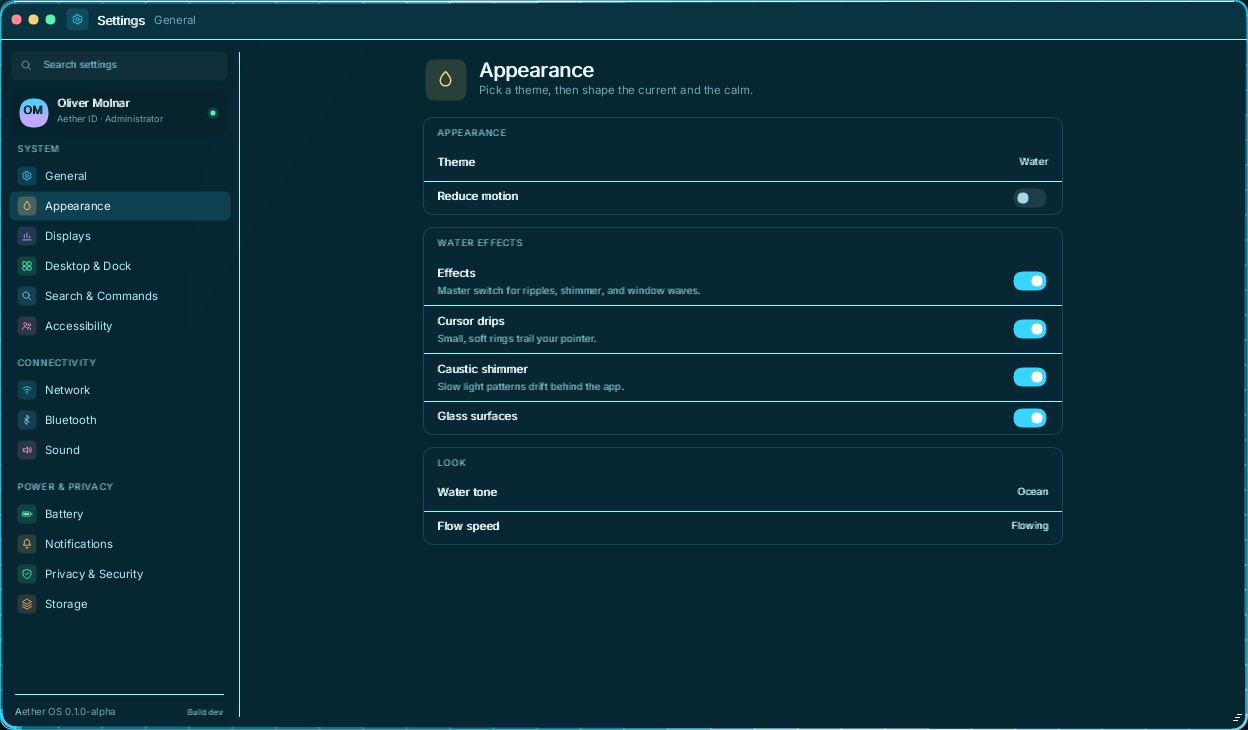 Settings General
Search settings
OM
Oliver Molnar
Aether ID · Administrator
SYSTEM
General
Appearance
Displays
Desktop & Dock
Search & Commands
Accessibility
CONNECTIVITY
Network
Bluetooth
Sound
POWER & PRIVACY
Battery
Notifications
Privacy & Security
Storage
Aether OS 0.1.0-alpha Build dev
Appearance
Pick a theme, then shape the current and the calm.
APPEARANCE
Theme Water
Reduce motion
WATER EFFECTS
Effects
Master switch for ripples, shimmer, and window waves.
Cursor drips
Small, soft rings trail your pointer.
Caustic shimmer
Slow light patterns drift behind the app.
Glass surfaces
LOOK
Water tone Ocean
Flow speed Flowing